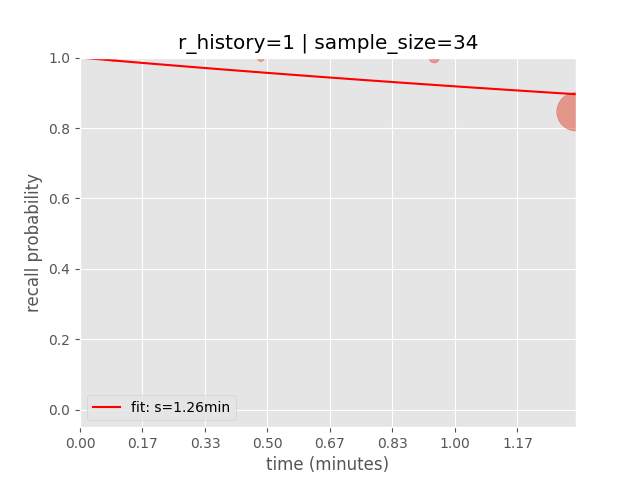 r_history=1 | sample_size=34
1.0
0.8
0.6
0.4
0.2
0.0
recall probability
fit: s=1.26min
0.00 0.17 0.33 0.50 0.67 0.83 1.00 1.17
time (minutes)